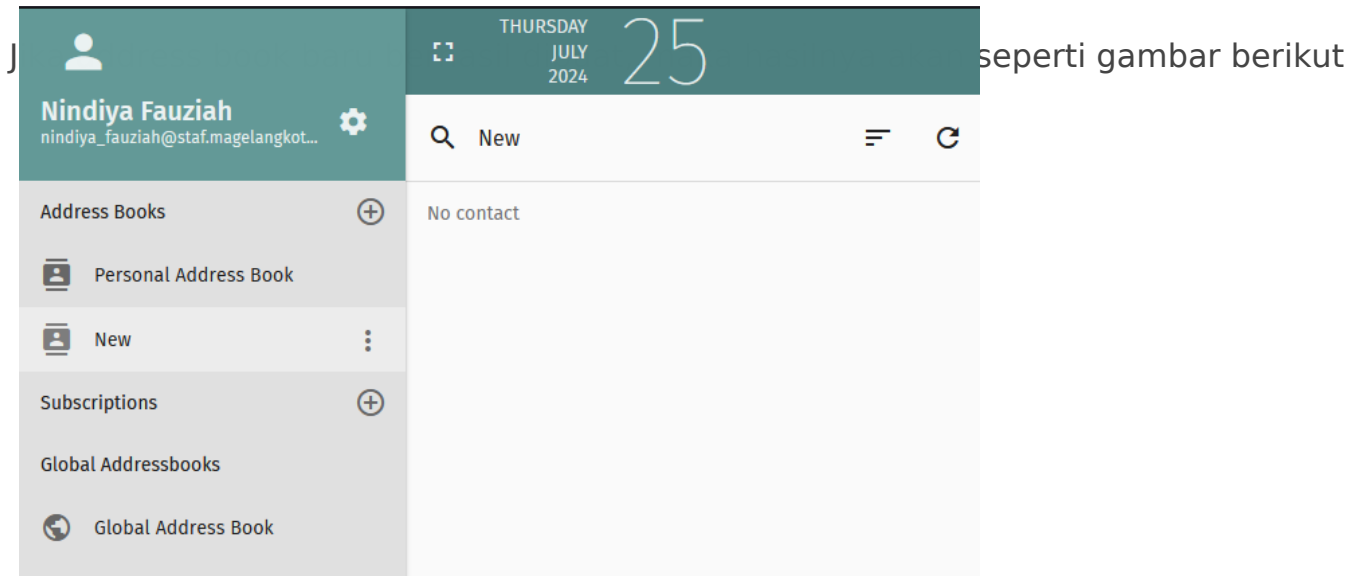 J
seperti gambar berikut
THURSDAY
JULY
2024
25
Nindiya Fauziah
nindiya_fauziah@staf.magelangkot...
New
Address Books
No contact
Personal Address Book
New
Subscriptions
Global Addressbooks
Global Address Book